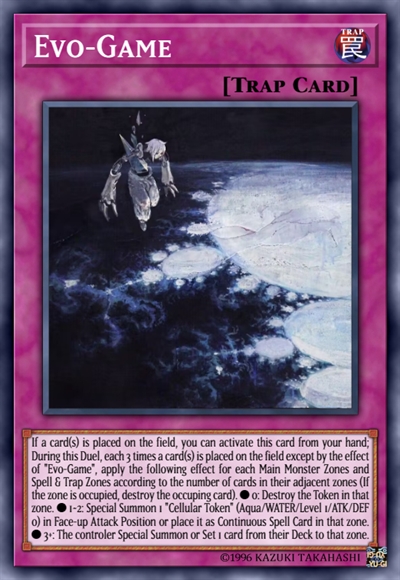 Evo-Game
TRAP
罠
[Trap Card]
If a card(s) is placed on the field, you can activate this card from your hand;
During this Duel, each 3 times a card(s) is placed on the field except by the effect
of "Evo-Game", apply the following effect for each Main Monster Zones and
Spell & Trap Zones according to the number of cards in their adjacent zones (If
the zone is occupied, destroy the occuping card). ● 0: Destroy the Token in that
zone. ● 1-2: Special Summon 1 "Cellular Token" (Aqua/WATER/Level 1/ATK/DEF
0) in Face-up Attack Position or place it as Continuous Spell Card in that zone.
● 3+: The controler Special Summon or Set 1 card from their Deck to that zone.
©1996 KAZUKI TAKAHASHI